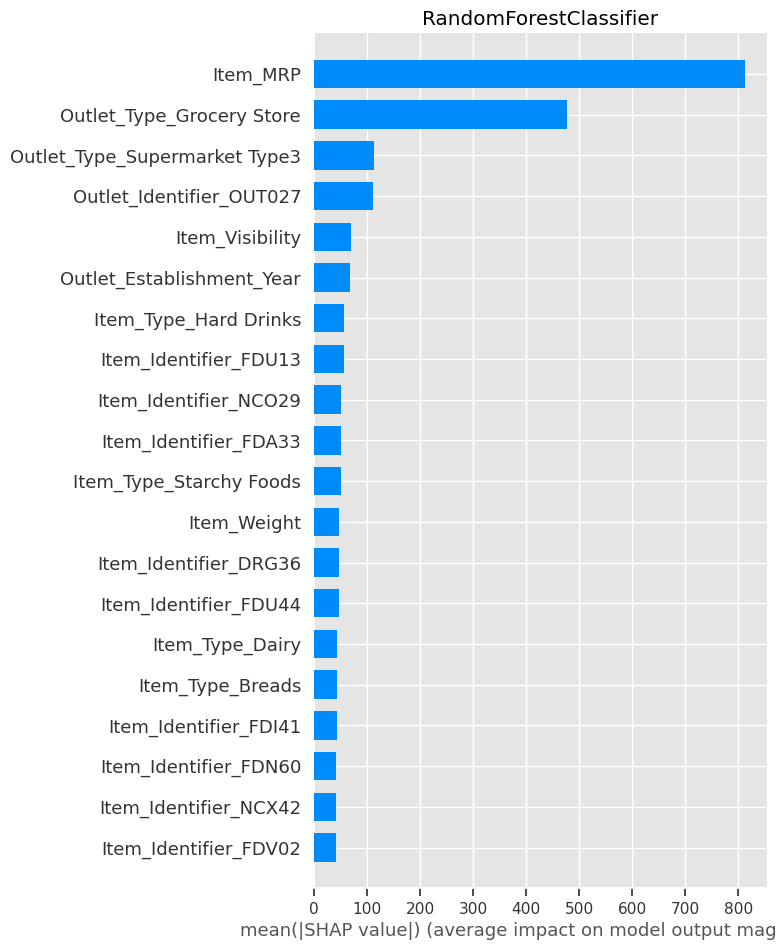 RandomForestClassifier
Item_MRP
Outlet_Type_Grocery Store
Outlet_Type_Supermarket Type3
Outlet_Identifier_OUT027
Item_Visibility
Outlet_Establishment_Year
Item_Type_Hard Drinks
Item_Identifier_FDU13
Item_Identifier_NCO29
Item_Identifier_FDA33
Item_Type_Starchy Foods
Item_Weight
Item_Identifier_DRG36
Item_Identifier_FDU44
Item_Type_Dairy
Item_Type_Breads
Item_Identifier_FDI41
Item_Identifier_FDN60
Item_Identifier_NCX42
Item_Identifier_FDV02
0 100 200 300 400 500 600 700 800
mean(|SHAP value|) (average impact on model output mag